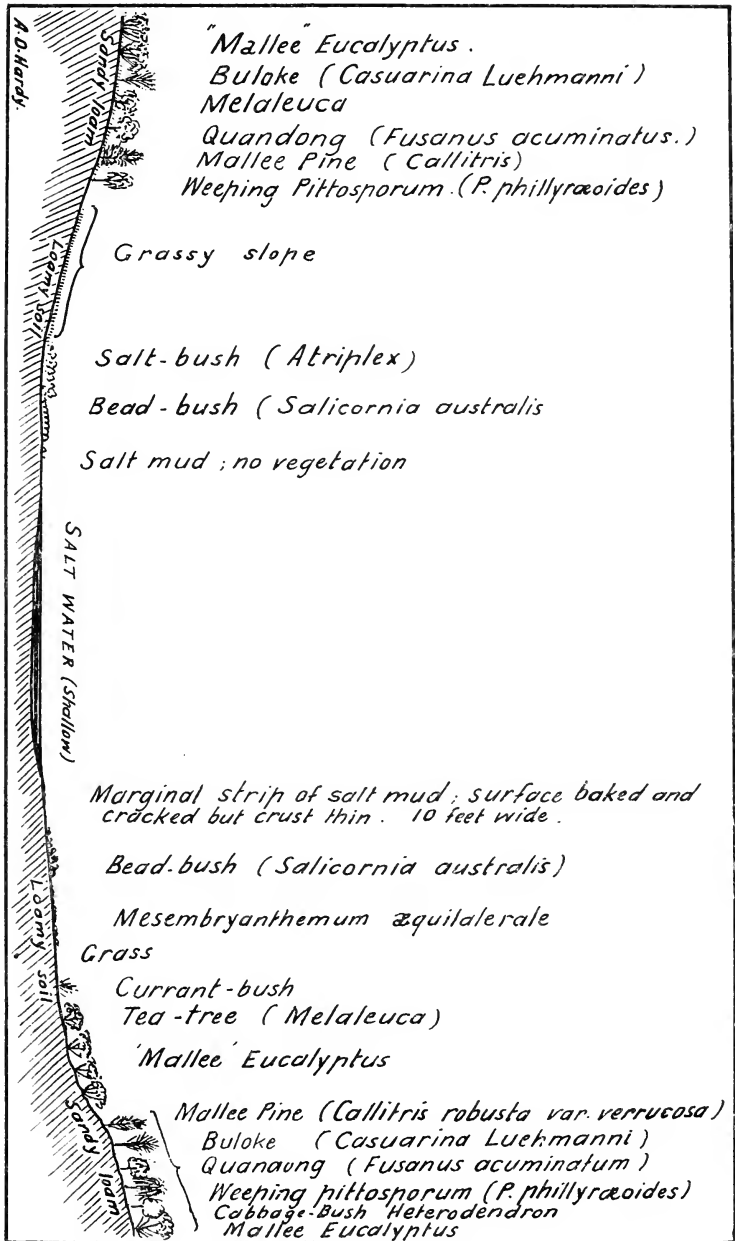 A.D. Hardy.
Sandy loam
"Mallee" Eucalyptus.
Buloke (Casuarina Luehmanni)
Melaleuca
Quandong (Fusanus acuminatus.)
Mallee Pine (Callitris)
Weeping Pittosporum. (P. phillyræoides)
Loamy soil
Grassy slope
Salt-bush (Atriplex)
Bead-bush (Salicornia australis
Salt mud; no vegetation
SALT WATER (Shallow)
Marginal strip of salt mud; surface baked and
cracked but crust thin. 10 feet wide.
Bead-bush (Salicornia australis)
Loamy soil
Mesembryanthemum æquilalerale
Grass
Currant-bush
Tea-tree (Melaleuca)
'Mallee' Eucalyptus
Sandy loam
Mallee Pine (Callitris robusta var. verrucosa)
Buloke (Casuarina Luehmanni)
Quanaung (Fusanus acuminatum)
Weeping pittosporum (P. phillyræoides)
Cabbage-Bush Heterodendron
Mallee Eucalyptus